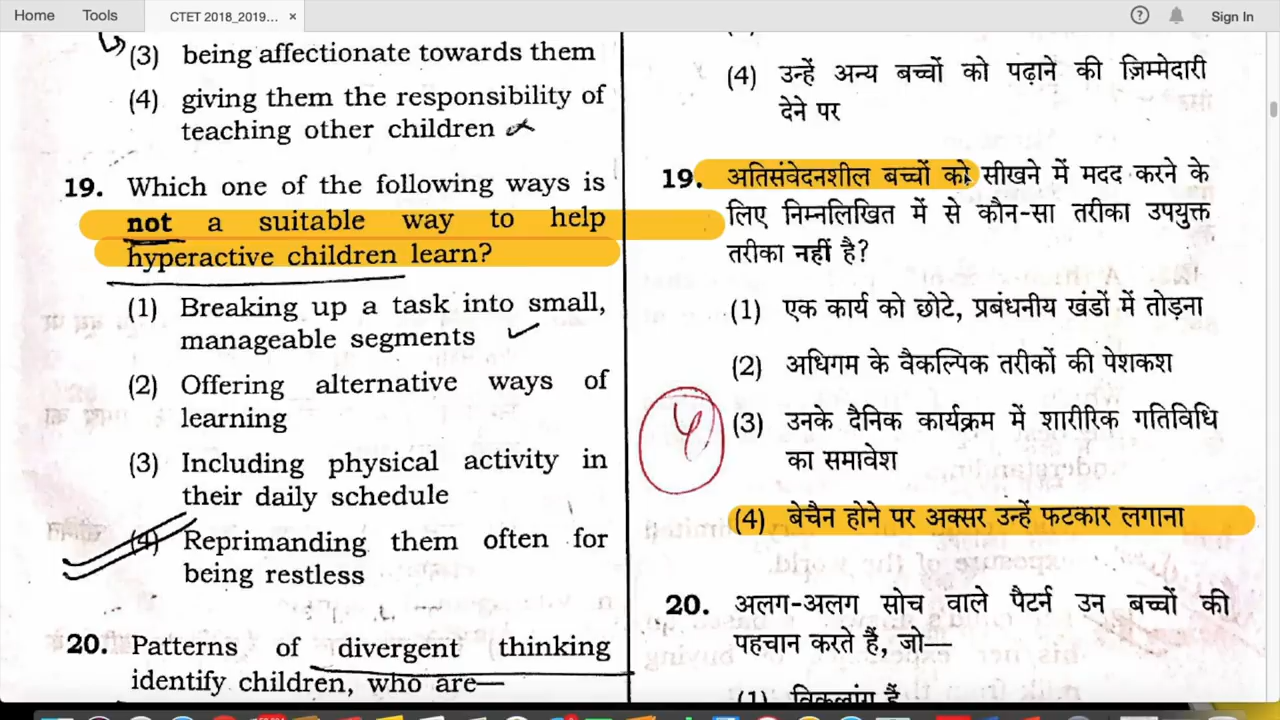 Home Tools CTET 2018_2019... × Sign In
(3) being affectionate towards them
(4) giving them the responsibility of
teaching other children
19. Which one of the following ways is
not a suitable way to help
hyperactive children learn?
(1) Breaking up a task into small,
manageable segments
(2) Offering alternative ways of
learning
(3) Including physical activity in
their daily schedule
(4) Reprimanding them often for
being restless
20. Patterns of divergent thinking
identify children, who are—
(4) उन्हें अन्य बच्चों को पढ़ाने की ज़िम्मेदारी
देने पर
19. अतिसंवेदनशील बच्चों को सीखने में मदद करने के
लिए निम्नलिखित में से कौन-सा तरीका उपयुक्त
तरीका नहीं है?
(1) एक कार्य को छोटे, प्रबंधनीय खंडों में तोड़ना
(2) अधिगम के वैकल्पिक तरीकों की पेशकश
(3) उनके दैनिक कार्यक्रम में शारीरिक गतिविधि
का समावेश
4
(4) बेचैन होने पर अक्सर उन्हें फटकार लगाना
20. अलग-अलग सोच वाले पैटर्न उन बच्चों की
पहचान करते हैं, जो—
(1) विकलांग हैं